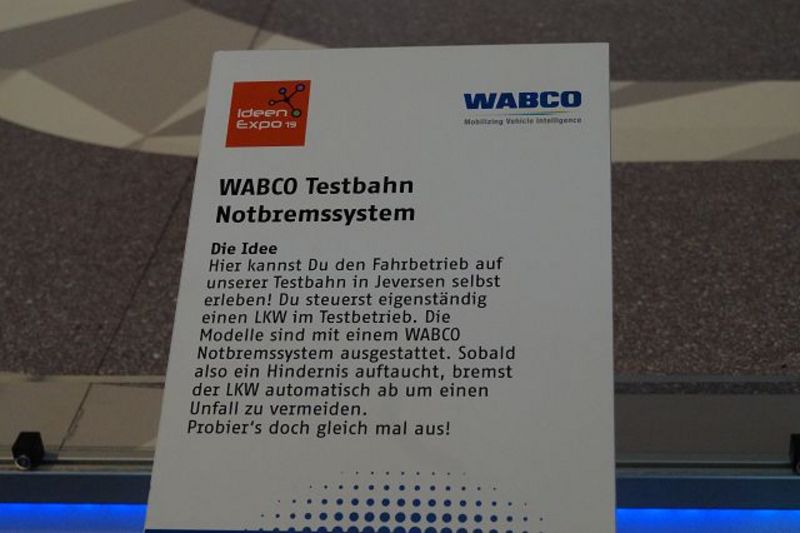 Ideen
Expo 19
WABCO
Mobilizing Vehicle Intelligence
WABCO Testbahn
Notbremssystem
Die Idee
Hier kannst Du den Fahrbetrieb auf
unserer Testbahn in Jeversen selbst
erleben! Du steuerst eigenständig
einen LKW im Testbetrieb. Die
Modelle sind mit einem WABCO
Notbremssystem ausgestattet. Sobald
also ein Hindernis auftaucht, bremst
der LKW automatisch ab um einen
Unfall zu vermeiden.
Probier's doch gleich mal aus!